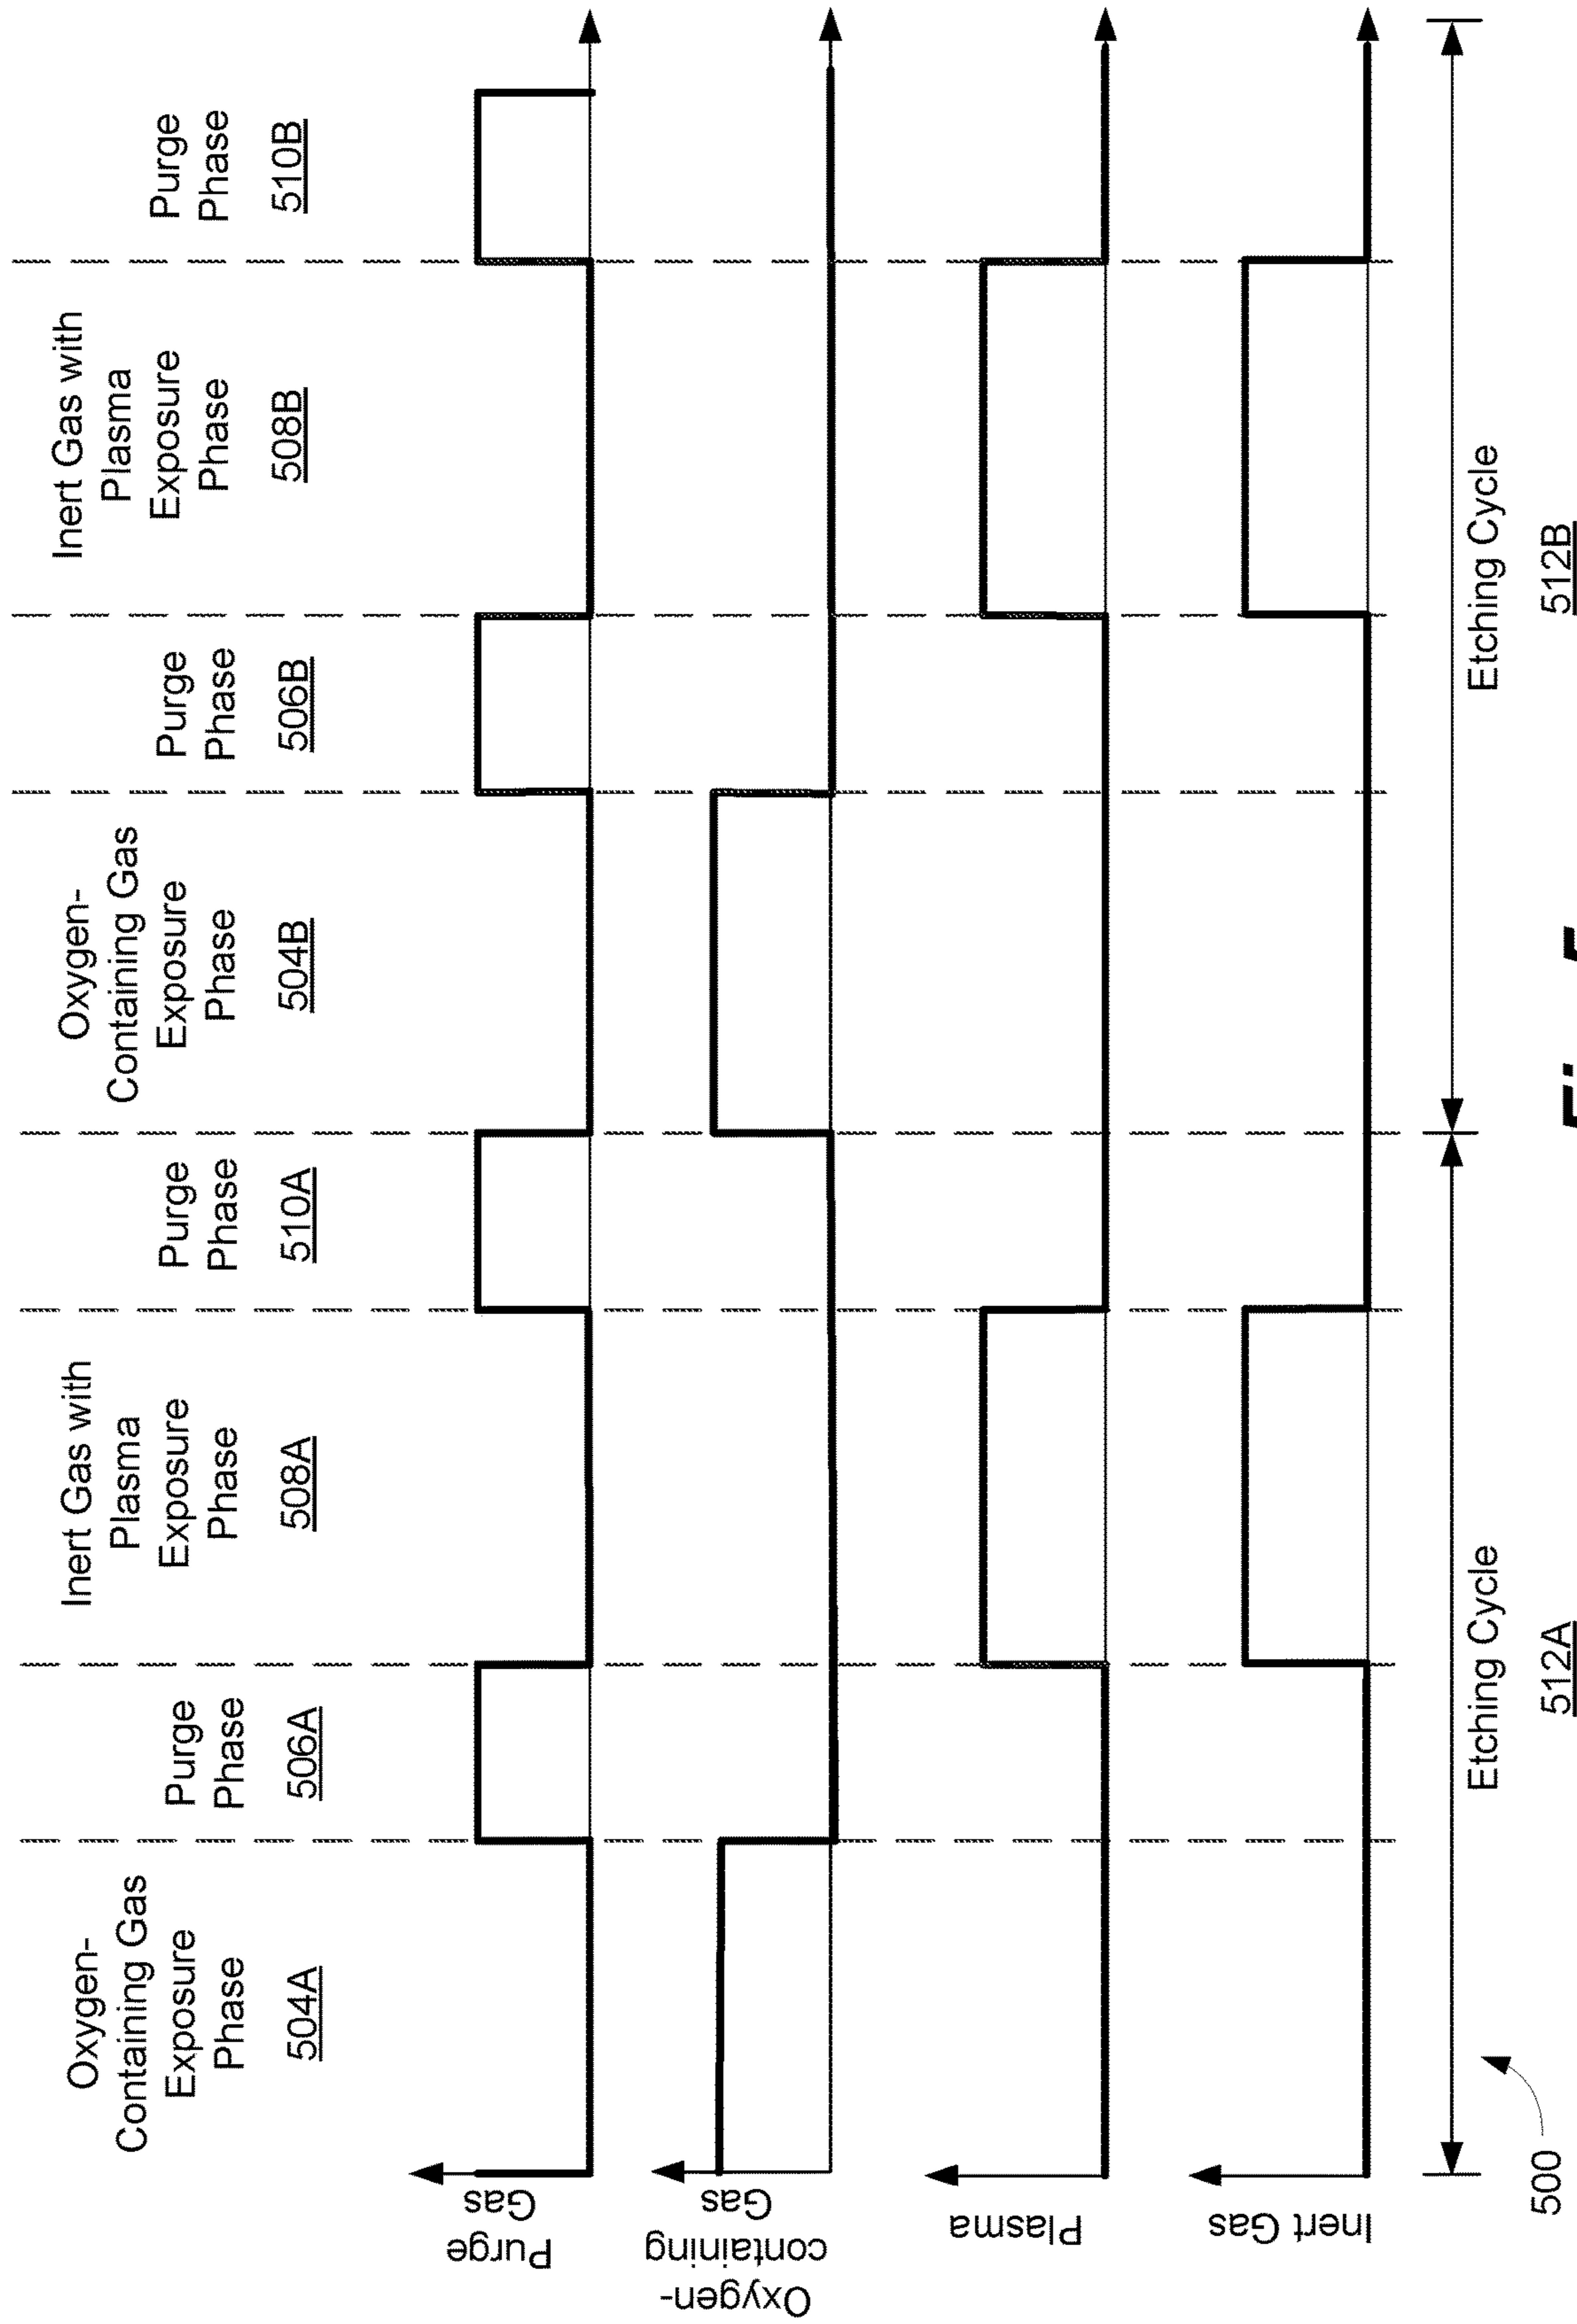 Oxygen-
Containing Gas
Exposure
Phase
504A
Purge
Phase
506A
Inert Gas with
Plasma
Exposure
Phase
508A
Purge
Phase
510A
Oxygen-
Containing Gas
Exposure
Phase
504B
Purge
Phase
506B
Inert Gas with
Plasma
Exposure
Phase
508B
Purge
Phase
510B
Purge
Gas
Oxygen-
containing
Gas
Plasma
Inert Gas
Etching Cycle
512A
Etching Cycle
512B
500